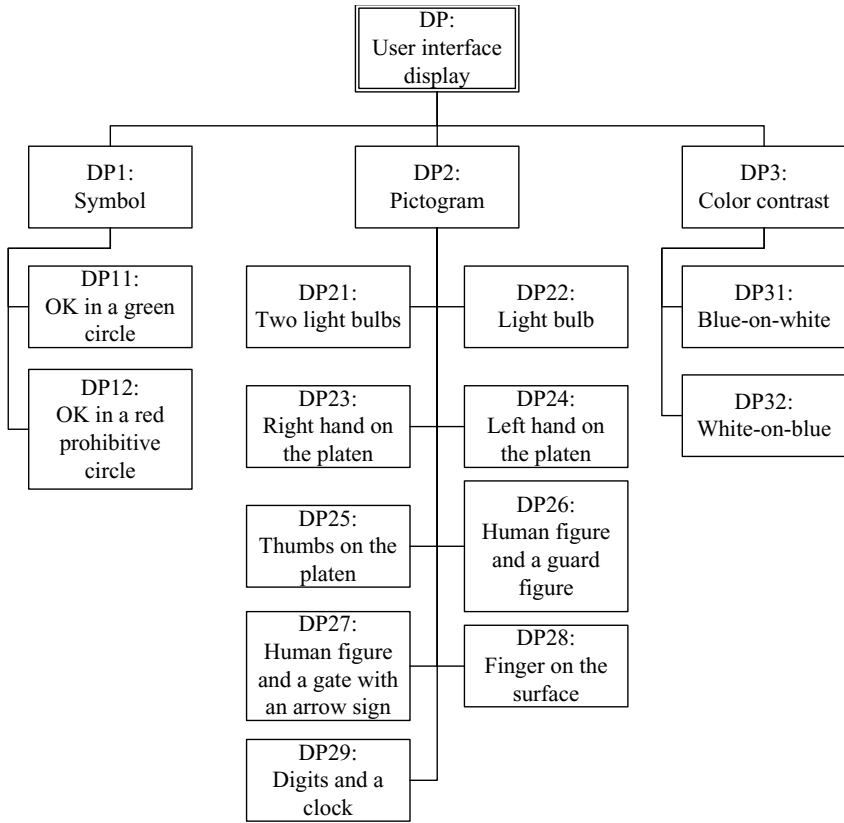 DP:
User interface
display
DP1:
Symbol
DP2:
Pictogram
DP3:
Color contrast
DP11:
OK in a green
circle
DP12:
OK in a red
prohibitive
circle
DP21:
Two light bulbs
DP22:
Light bulb
DP23:
Right hand on
the platen
DP24:
Left hand on
the platen
DP25:
Thumbs on the
platen
DP26:
Human figure
and a guard
figure
DP27:
Human figure
and a gate with
an arrow sign
DP28:
Finger on the
surface
DP29:
Digits and a
clock
DP31:
Blue-on-white
DP32:
White-on-blue